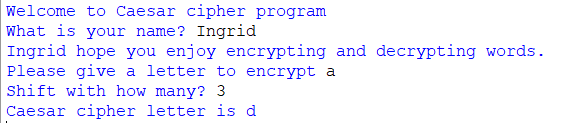 Welcome to Caesar cipher program
What is your name? Ingrid
Ingrid hope you enjoy encrypting and decrypting words.
Please give a letter to encrypt a
Shift with how many? 3
Caesar cipher letter is d